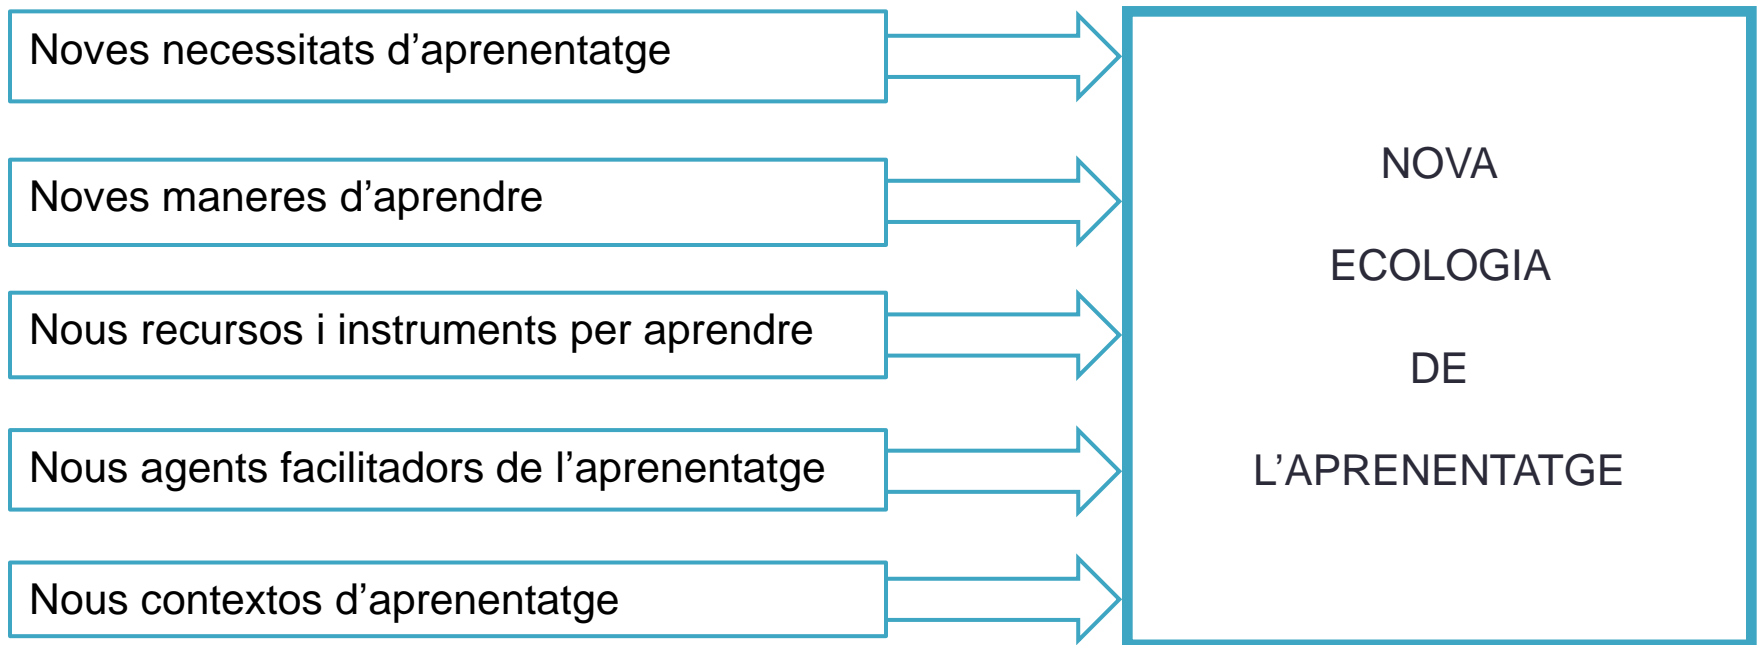 Noves necessitats d’aprenentatge
Noves maneres d’aprendre
Nous recursos i instruments per aprendre
Nous agents facilitadors de l’aprenentatge
Nous contextos d’aprenentatge
NOVA
ECOLOGIA
DE
L’APRENENTATGE